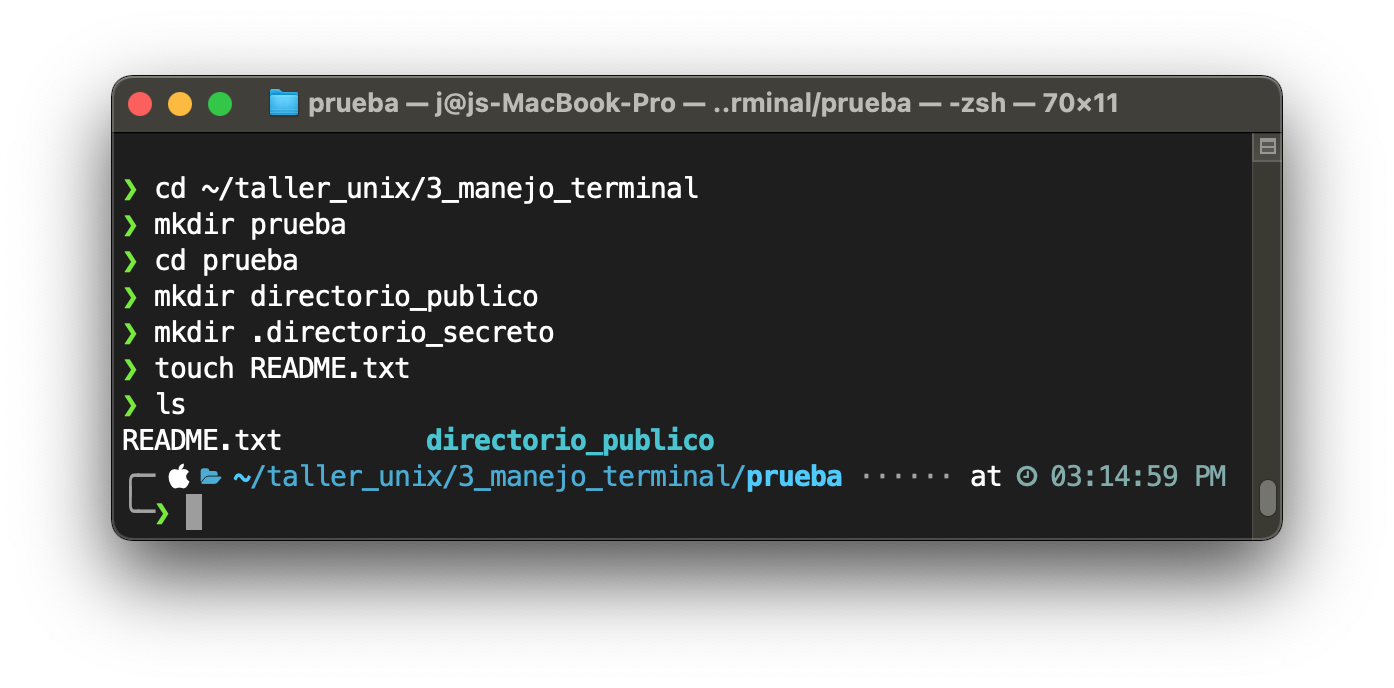 prueba — j@js-MacBook-Pro — ..rminal/prueba — -zsh — 70×11
❯ cd ~/taller_unix/3_manejo_terminal
❯ mkdir prueba
❯ cd prueba
❯ mkdir directorio_publico
❯ mkdir .directorio_secreto
❯ touch README.txt
❯ ls
README.txt directorio_publico
~/taller_unix/3_manejo_terminal/prueba ······ at 03:14:59 PM
❯